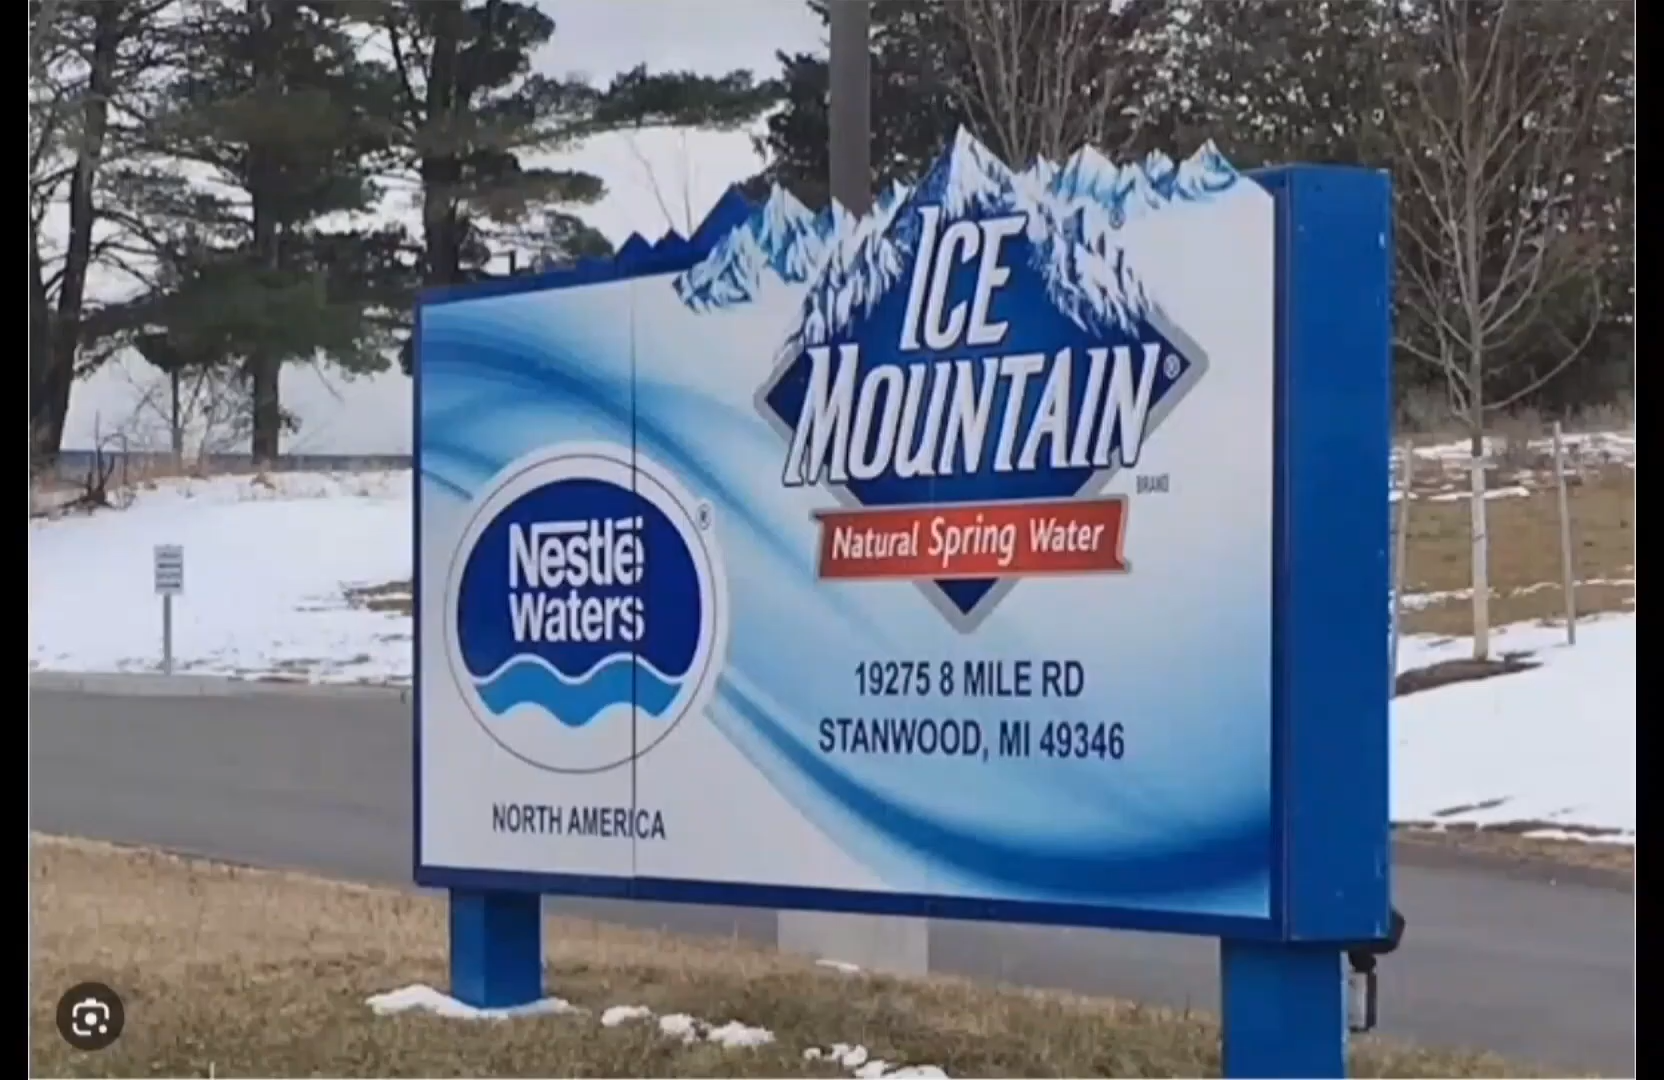 ICE
MOUNTAIN®
BRAND
Natural Spring Water
Nestlé
Waters
®
NORTH AMERICA
19275 8 MILE RD
STANWOOD, MI 49346